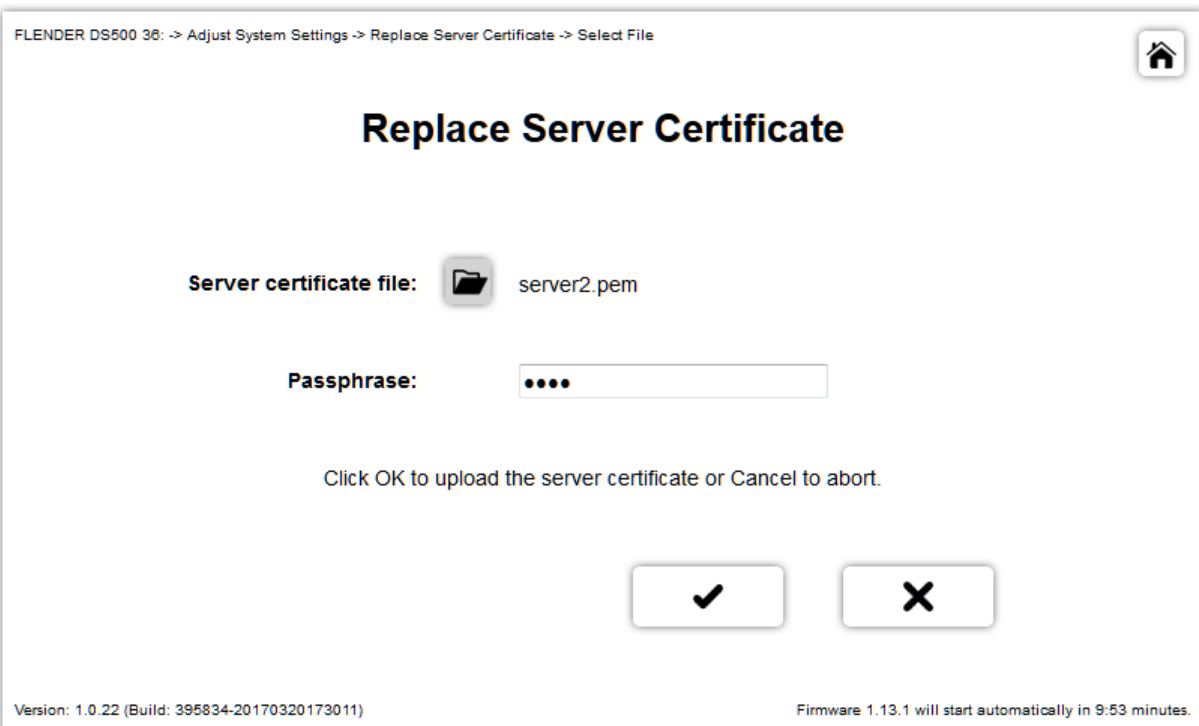 FLENDER DS500 36: -> Adjust System Settings -> Replace Server Certificate -> Select File
Replace Server Certificate
Server certificate file: server2.pem
Passphrase: ••••
Click OK to upload the server certificate or Cancel to abort.
Version: 1.0.22 (Build: 395834-20170320173011) Firmware 1.13.1 will start automatically in 9:53 minutes.